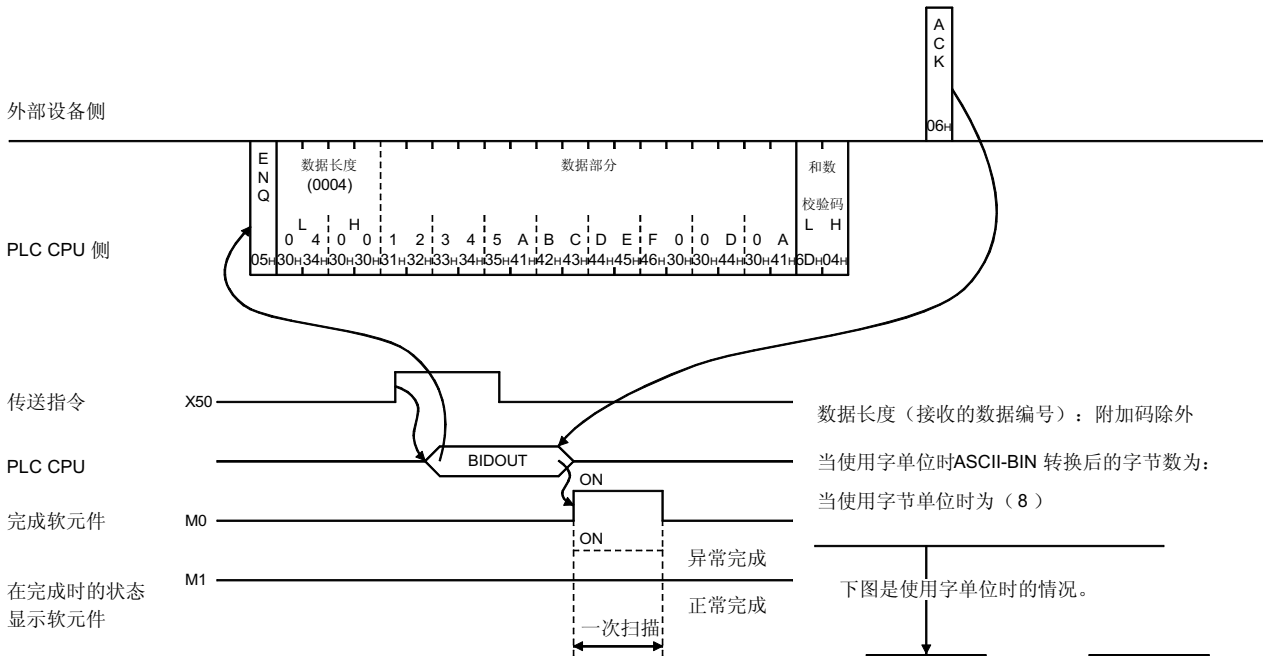 A
C
K
06H
外部设备侧
E
N
Q
数据长度
(0004)
数据部分
和数
校验码
L H L H
0 4 0 0 1 2 3 4 5 A B C D E F 0 0 D 0 A
05H 30H 34H 30H 30H 31H 32H 33H 34H 35H 41H 42H 43H 44H 45H 46H 30H 30H 44H 30H 41H 6DH 04H
PLC CPU 侧
传送指令 X50
数据长度（接收的数据编号）：附加码除外
PLC CPU BIDOUT
当使用字单位时ASCII-BIN 转换后的字节数为：
ON
当使用字节单位时为（8）
完成软元件 M0
ON
异常完成
在完成时的状态 M1
显示软元件
下图是使用字单位时的情况。
正常完成
一次扫描